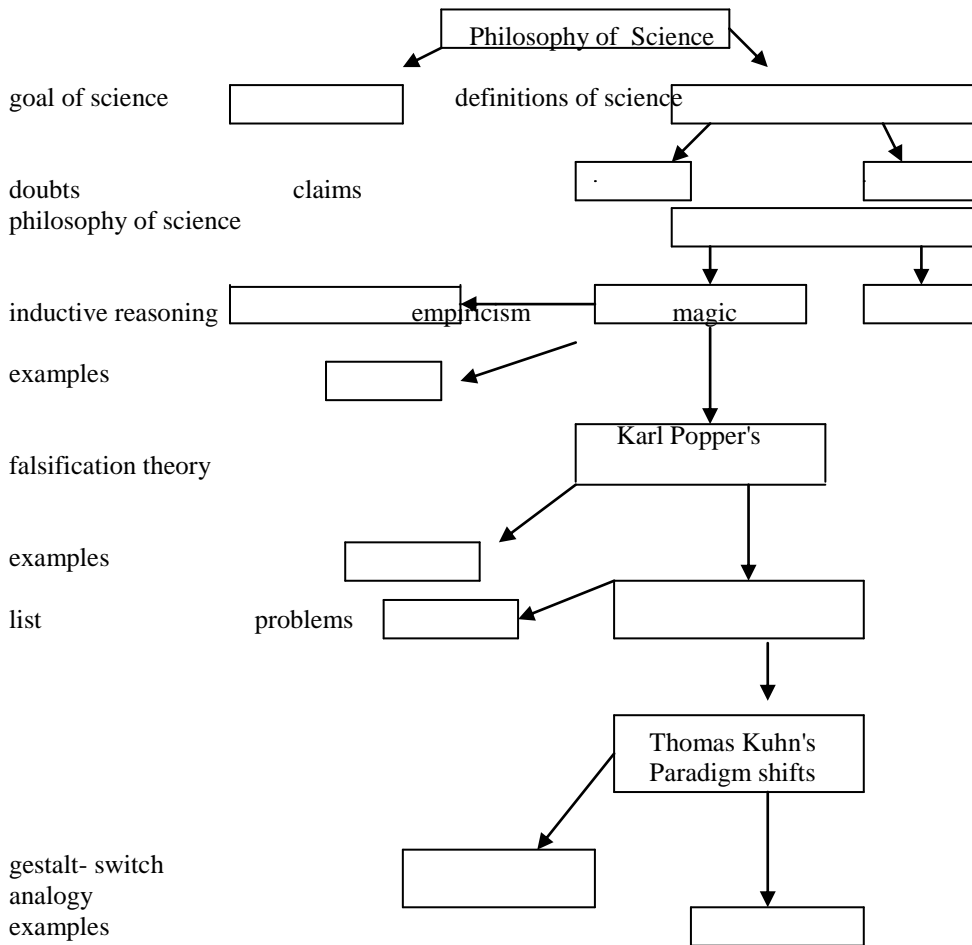 Philosophy of Science
goal of science definitions of science
doubts claims
philosophy of science
inductive reasoning empiricism magic
examples
Karl Popper's
falsification theory
examples
list problems
Thomas Kuhn's
Paradigm shifts
gestalt- switch
analogy
examples